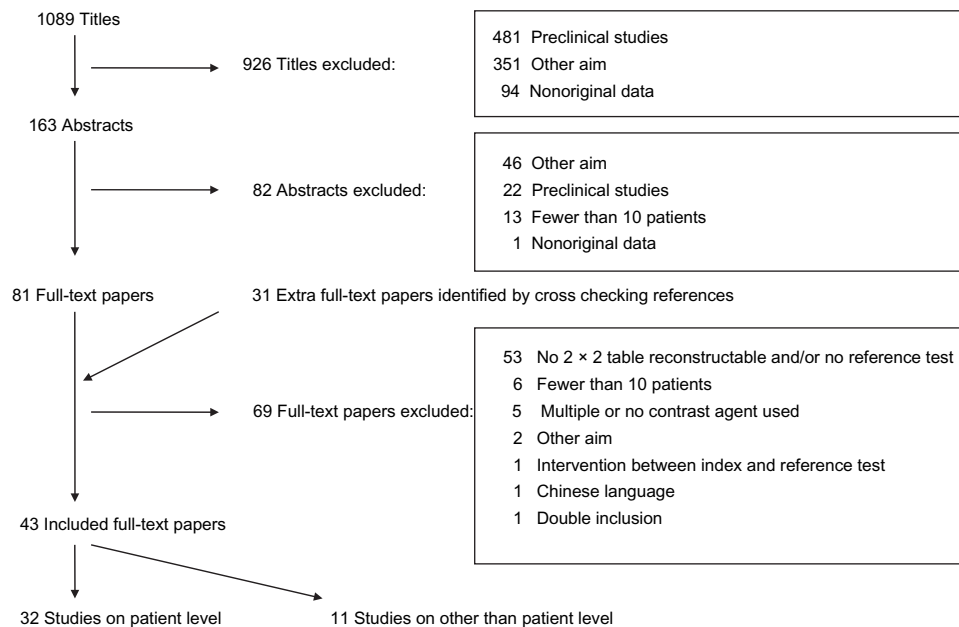 1089 Titles
926 Titles excluded:
481 Preclinical studies
351 Other aim
94 Nonoriginal data
163 Abstracts
82 Abstracts excluded:
46 Other aim
22 Preclinical studies
13 Fewer than 10 patients
1 Nonoriginal data
81 Full-text papers
31 Extra full-text papers identified by cross checking references
69 Full-text papers excluded:
53 No 2 × 2 table reconstructable and/or no reference test
6 Fewer than 10 patients
5 Multiple or no contrast agent used
2 Other aim
1 Intervention between index and reference test
1 Chinese language
1 Double inclusion
43 Included full-text papers
32 Studies on patient level
11 Studies on other than patient level